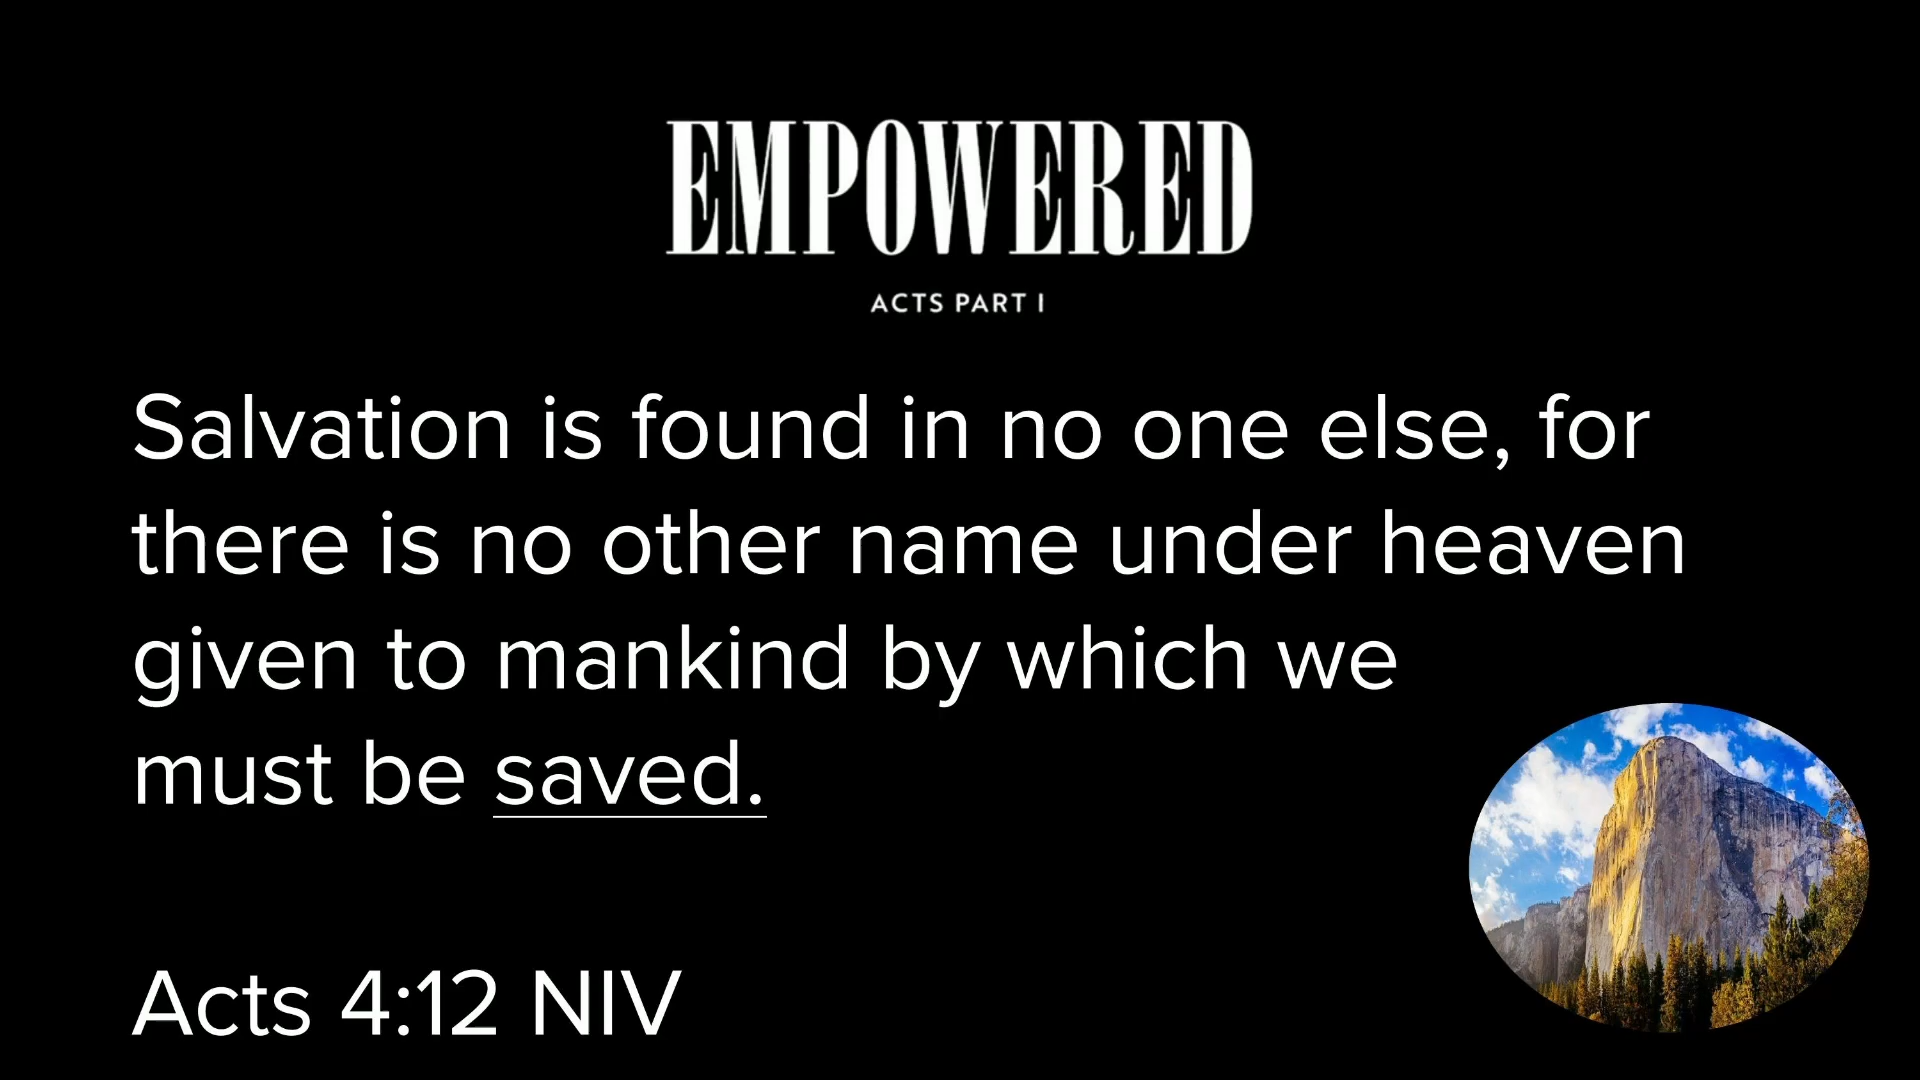 EMPOWERED
ACTS PART I
Salvation is found in no one else, for
there is no other name under heaven
given to mankind by which we
must be saved.
Acts 4:12 NIV